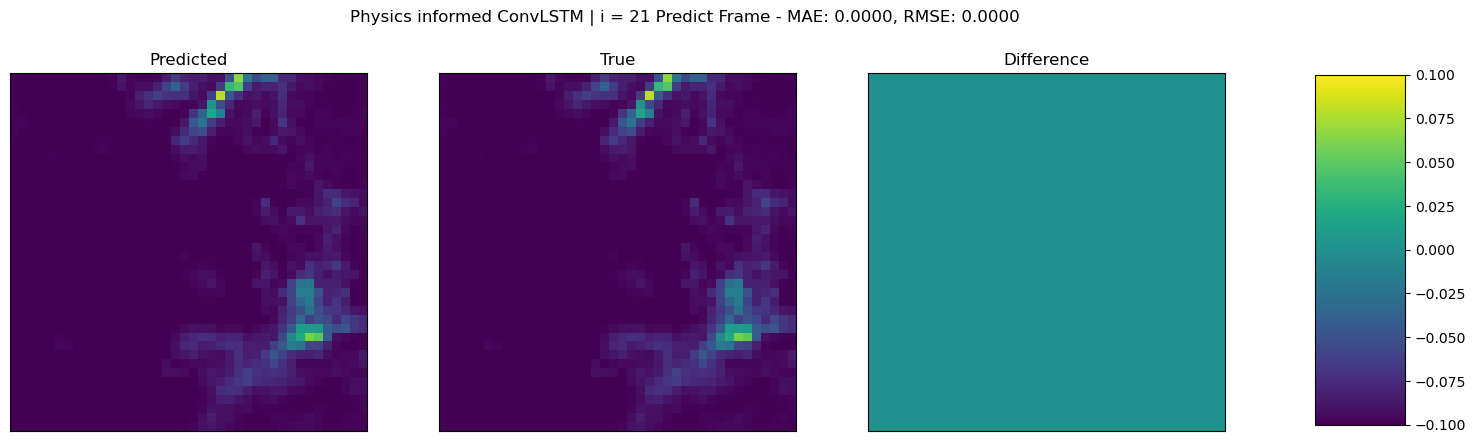 Physics informed ConvLSTM | i = 21 Predict Frame - MAE: 0.0000, RMSE: 0.0000
Predicted
True
Difference
0.100
0.075
0.050
0.025
0.000
−0.025
−0.050
−0.075
−0.100